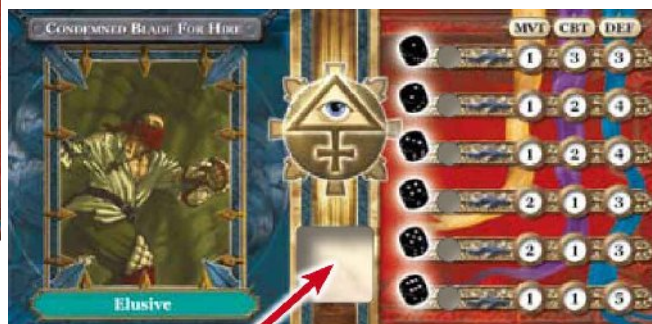 CONDEMNED BLADE FOR HIRE
MVT CBT DEF
1 3 3
1 2 4
1 2 4
2 1 3
2 1 3
1 1 5
Elusive